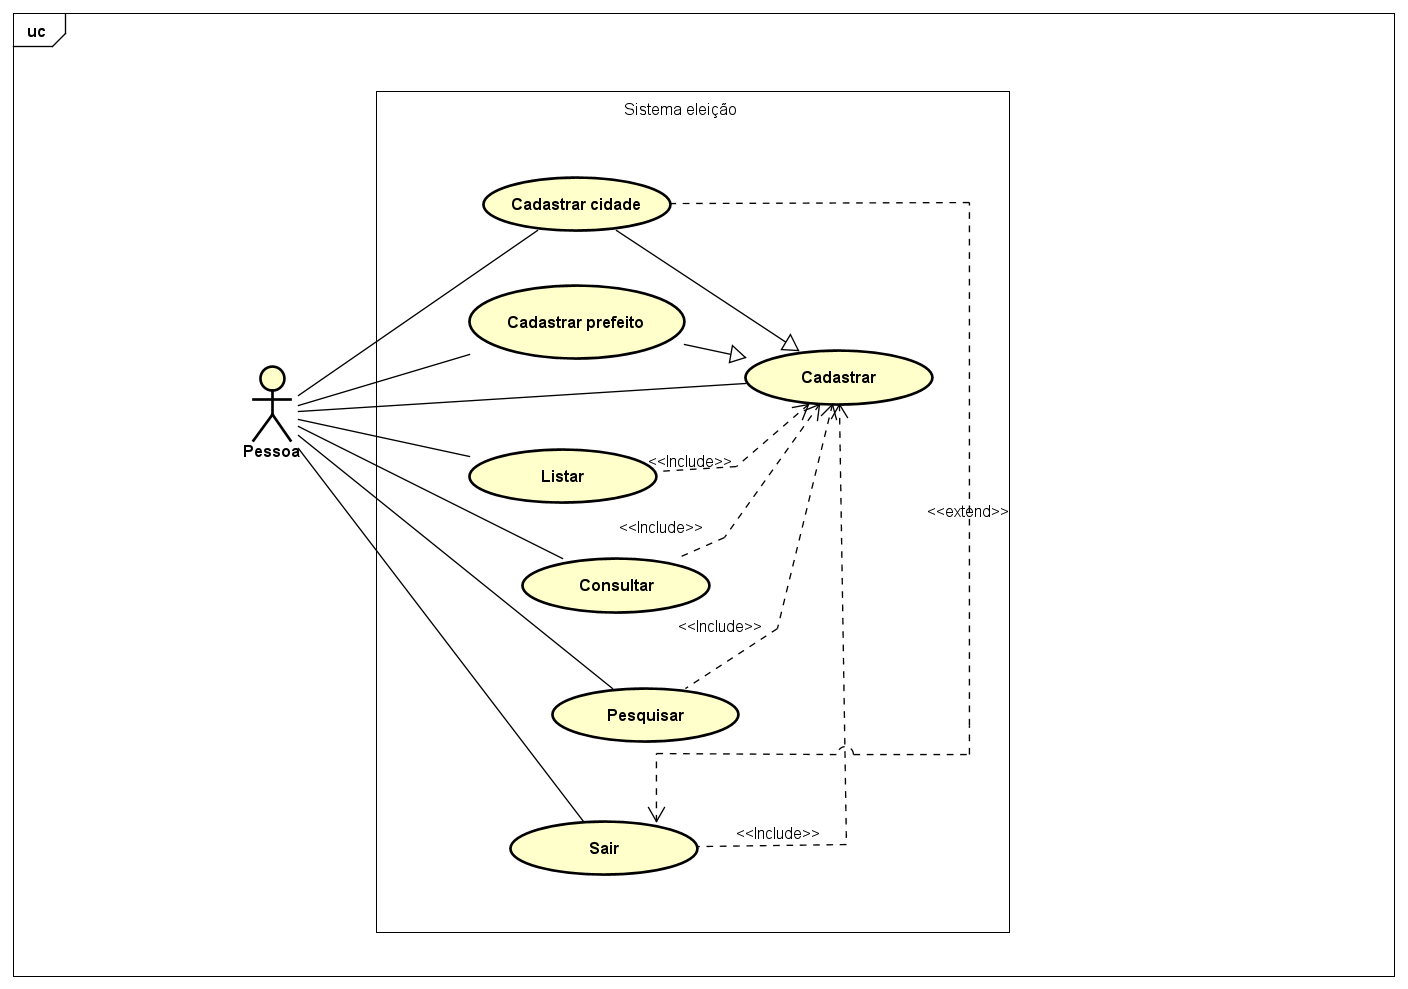 uc
Sistema eleição
Cadastrar cidade
Cadastrar prefeito
Cadastrar
Pessoa
<<Include>>
Listar
<<extend>>
<<Include>>
Consultar
<<Include>>
Pesquisar
<<Include>>
Sair